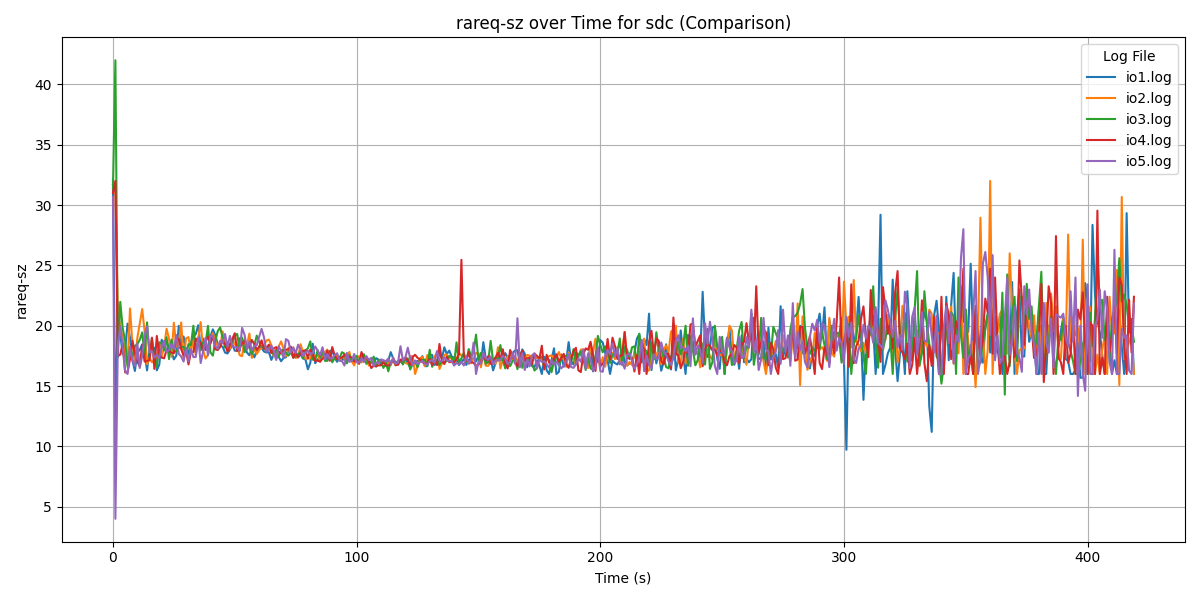 rareq-sz over Time for sdc (Comparison)
Log File
io1.log
io2.log
io3.log
io4.log
io5.log
40
35
30
25
20
15
10
5
rareq-sz
0
100
200
300
400
Time (s)